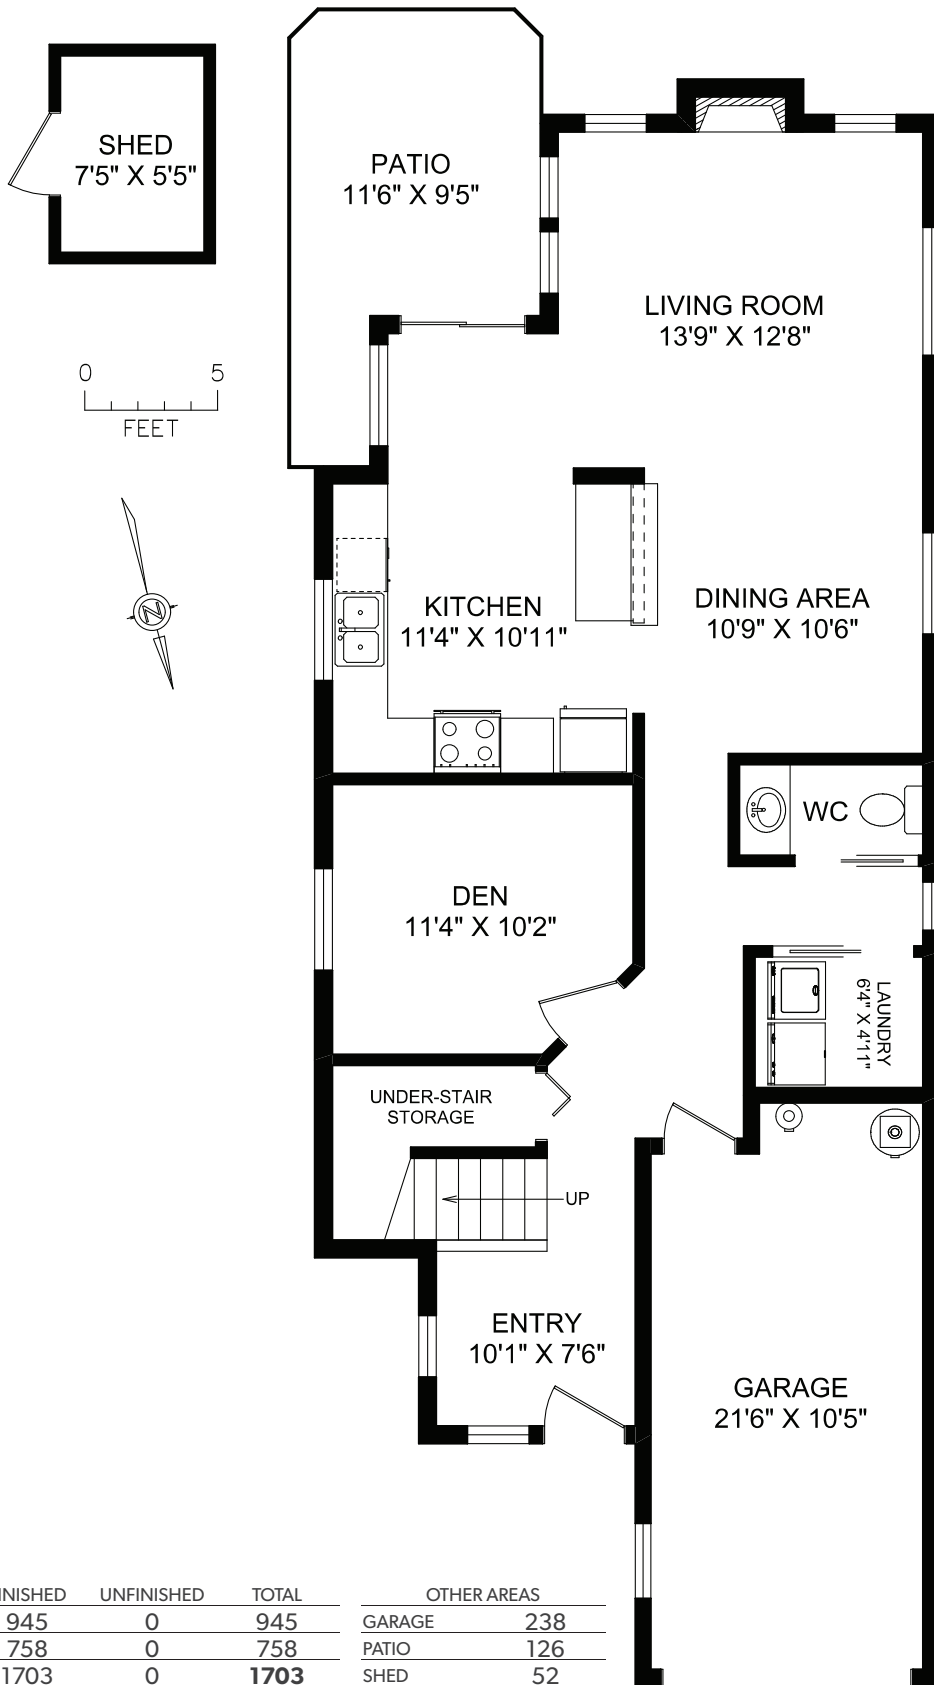 SHED
7'5" X 5'5"
PATIO
11'6" X 9'5"
LIVING ROOM
13'9" X 12'8"
0 5
FEET
N
KITCHEN
11'4" X 10'11"
DINING AREA
10'9" X 10'6"
WC
DEN
11'4" X 10'2"
LAUNDRY
6'4" X 4'11"
UNDER-STAIR
STORAGE
UP
ENTRY
10'1" X 7'6"
GARAGE
21'6" X 10'5"
NISHED UNFINISHED TOTAL
945 0 945
758 0 758
1703 0 1703
OTHER AREAS
GARAGE 238
PATIO 126
SHED 52